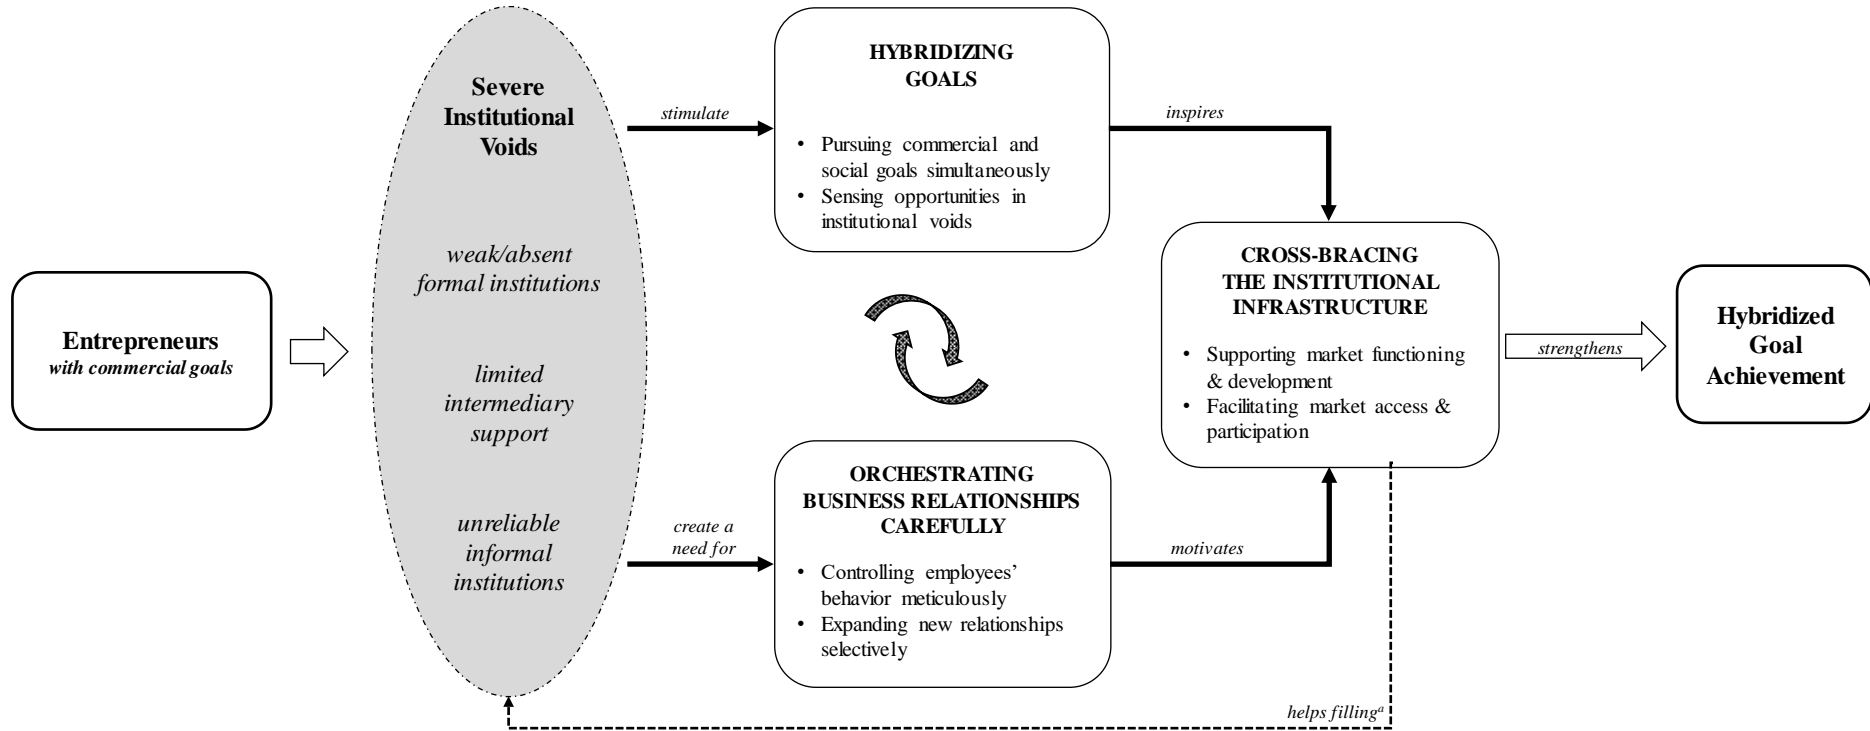 Entrepreneurs
with commercial goals
Severe
Institutional
Voids
weak/absent
formal institutions
limited
intermediary
support
unreliable
informal
institutions
stimulate
create a
need for
HYBRIDIZING
GOALS
• Pursuing commercial and
social goals simultaneously
• Sensing opportunities in
institutional voids
ORCHESTRATING
BUSINESS RELATIONSHIPS
CAREFULLY
• Controlling employees’
behavior meticulously
• Expanding new relationships
selectively
inspires
motivates
CROSS-BRACING
THE INSTITUTIONAL
INFRASTRUCTURE
• Supporting market functioning
& development
• Facilitating market access &
participation
helps fillingᵃ
strengthens
Hybridized
Goal
Achievement